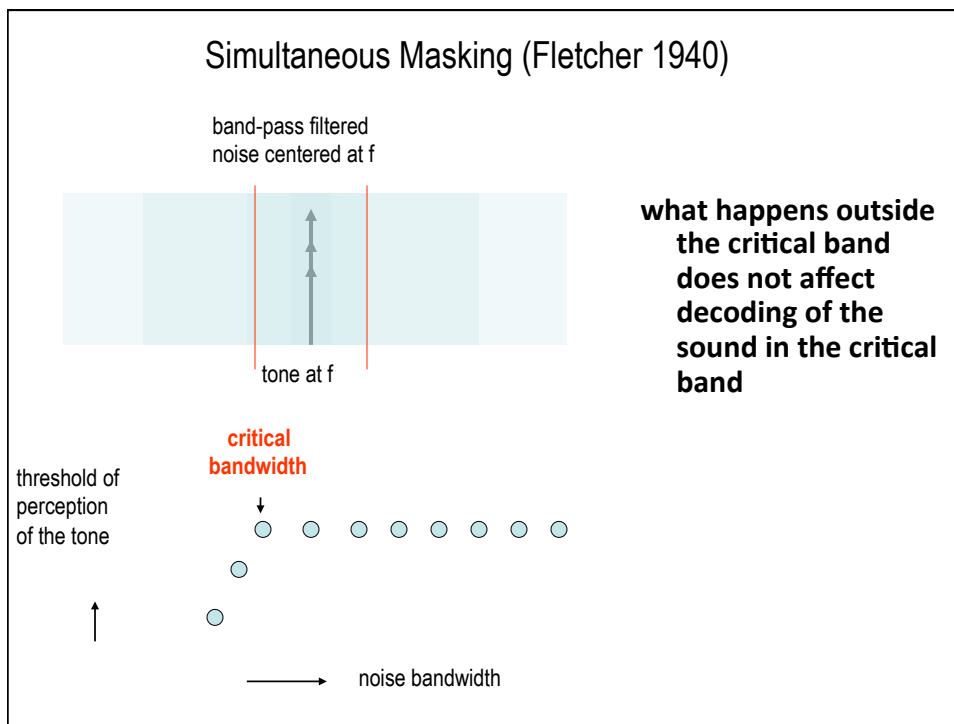 Simultaneous Masking (Fletcher 1940)
band-pass filtered
noise centered at f
what happens outside
the critical band
does not affect
decoding of the
sound in the critical
band
tone at f
critical
bandwidth
threshold of
perception
of the tone
noise bandwidth